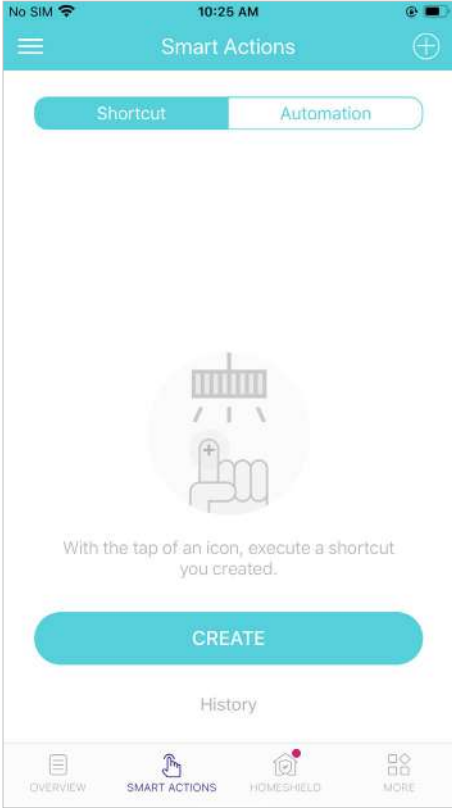 No SIM 10:25 AM
Smart Actions
Shortcut Automation
With the tap of an icon, execute a shortcut
you created.
CREATE
History
OVERVIEW SMART ACTIONS HOMESHIELD MORE